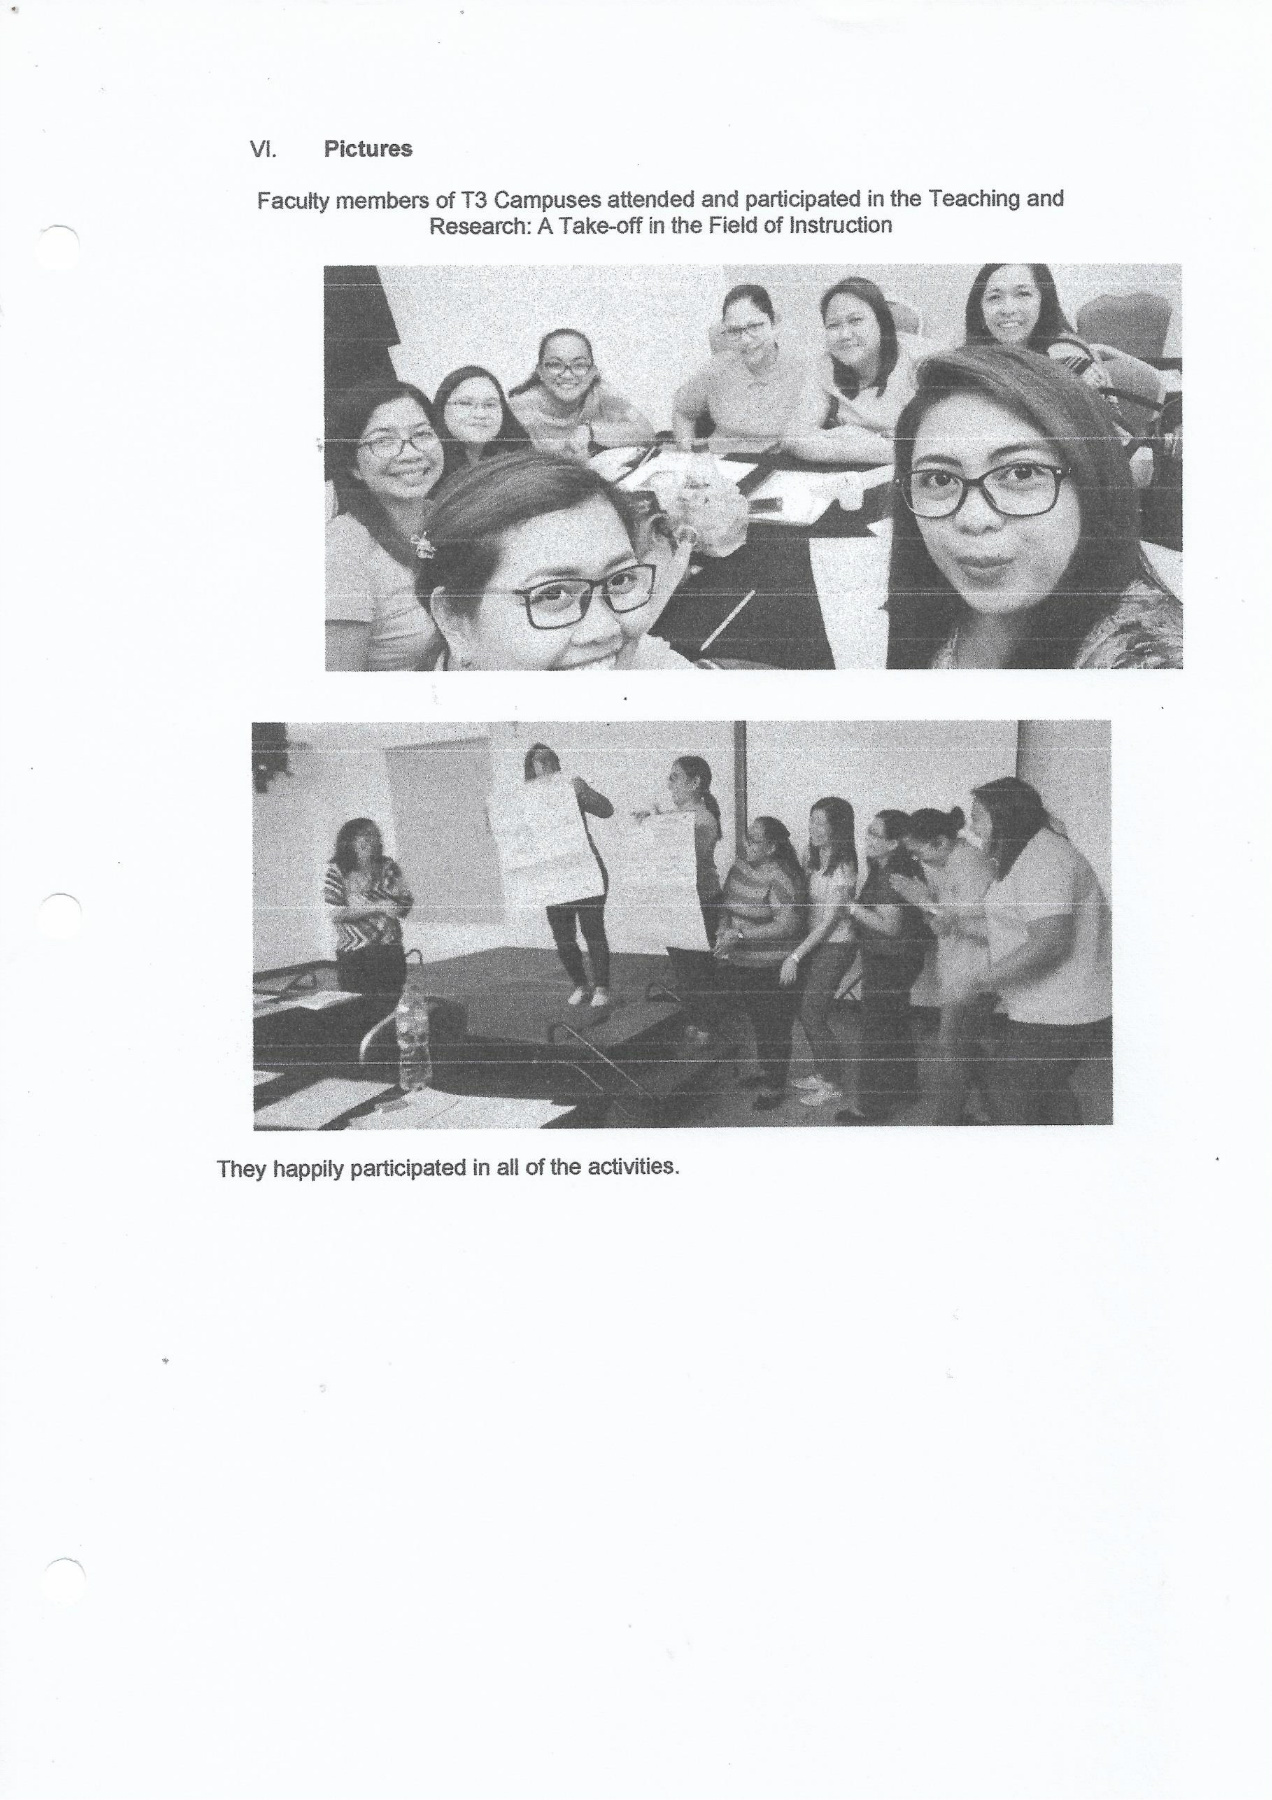 VI. Pictures
Faculty members of T3 Campuses attended and participated in the Teaching and
Research: A Take-off in the Field of Instruction
They happily participated in all of the activities.